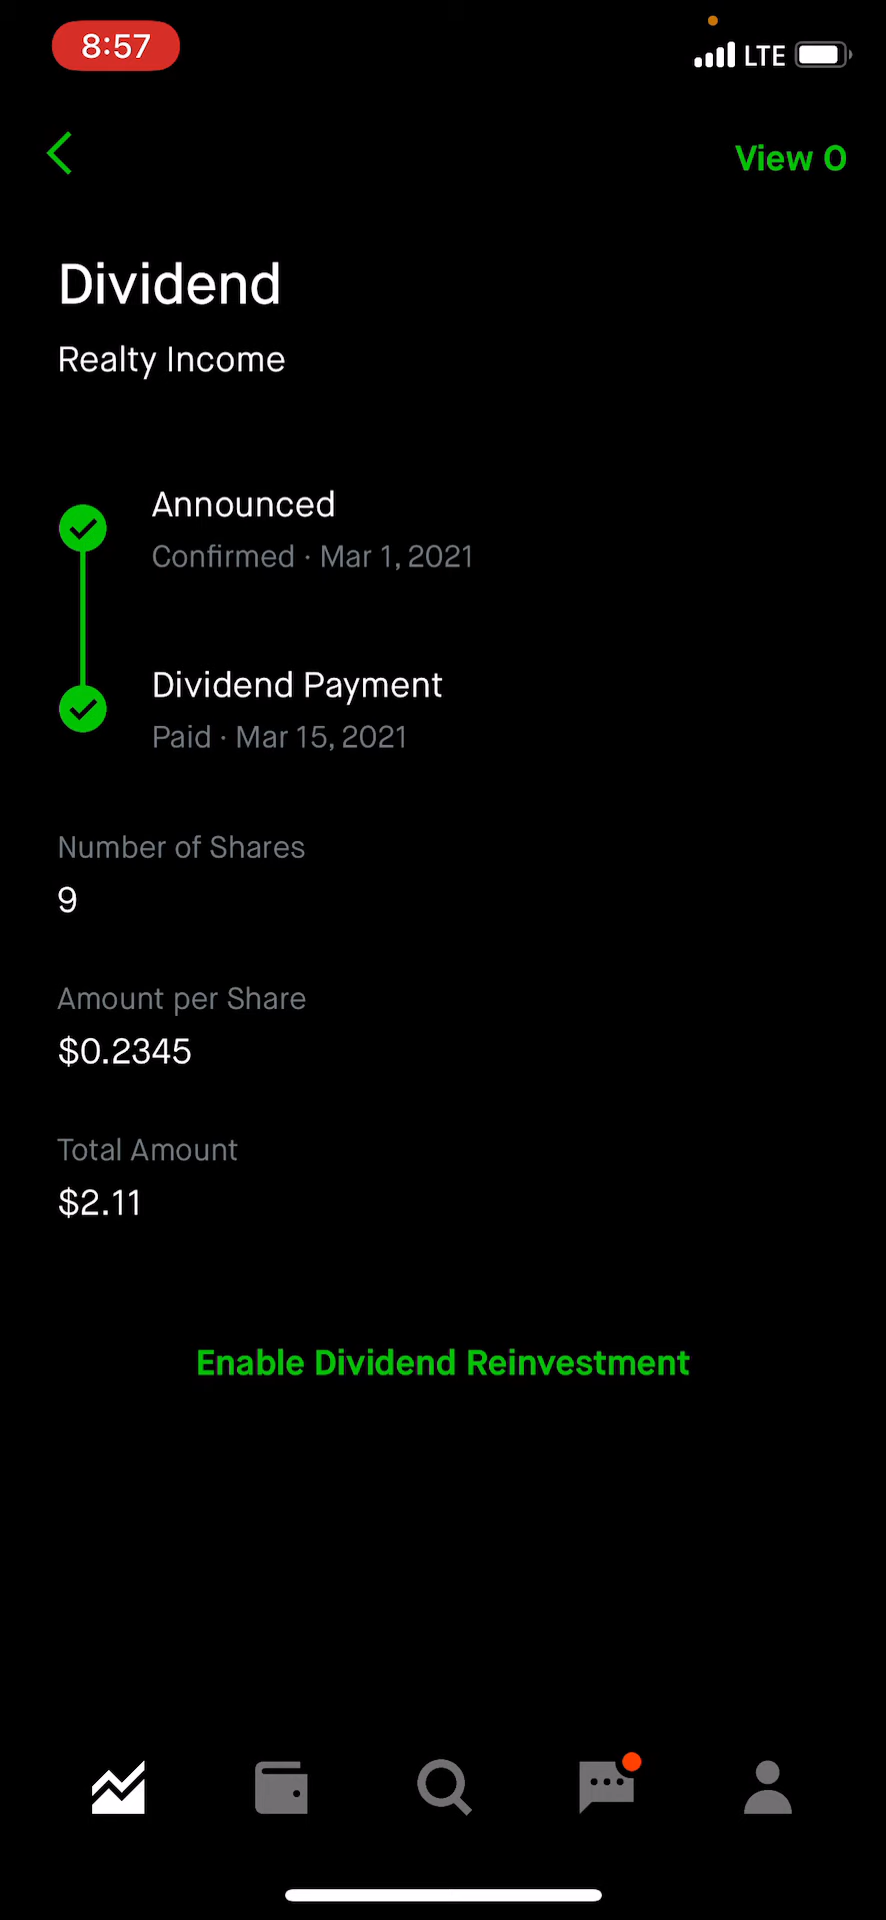 8:57
LTE
View O
Dividend
Realty Income
Announced
Confirmed · Mar 1, 2021
Dividend Payment
Paid · Mar 15, 2021
Number of Shares
9
Amount per Share
$0.2345
Total Amount
$2.11
Enable Dividend Reinvestment